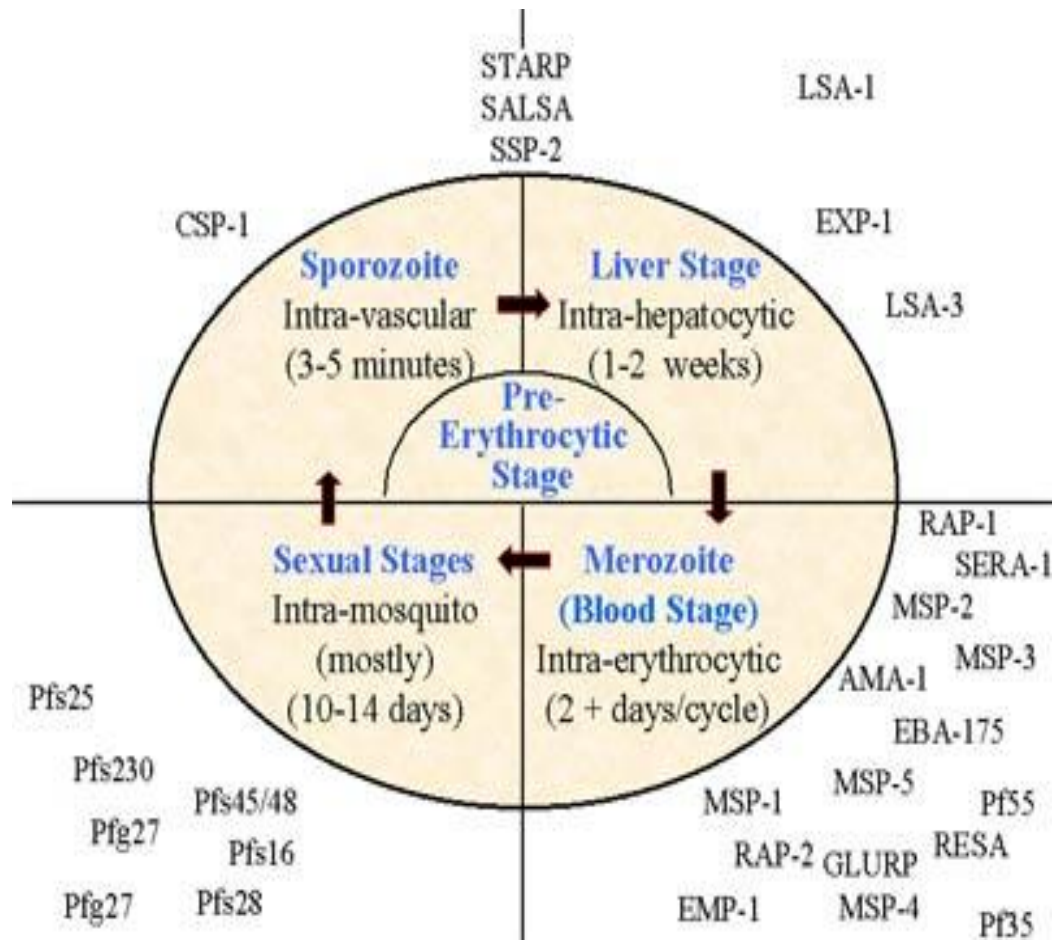 STARP
SALSA
SSP-2
LSA-1
CSP-1
EXP-1
LSA-3
Sporozoite
Intra-vascular
(3-5 minutes)
Liver Stage
Intra-hepatocytic
(1-2 weeks)
Pre-
Erythrocytic
Stage
Sexual Stages
Intra-mosquito
(mostly)
(10-14 days)
Merozoite
(Blood Stage)
Intra-erythrocytic
(2 + days/cycle)
RAP-1
SERA-1
MSP-2
MSP-3
AMA-1
EBA-175
MSP-5
Pf55
MSP-1
RESA
RAP-2
GLURP
EMP-1
MSP-4
Pf35
Pfs25
Pfs230
Pfs45/48
Pfg27
Pfs16
Pfg27
Pfs28